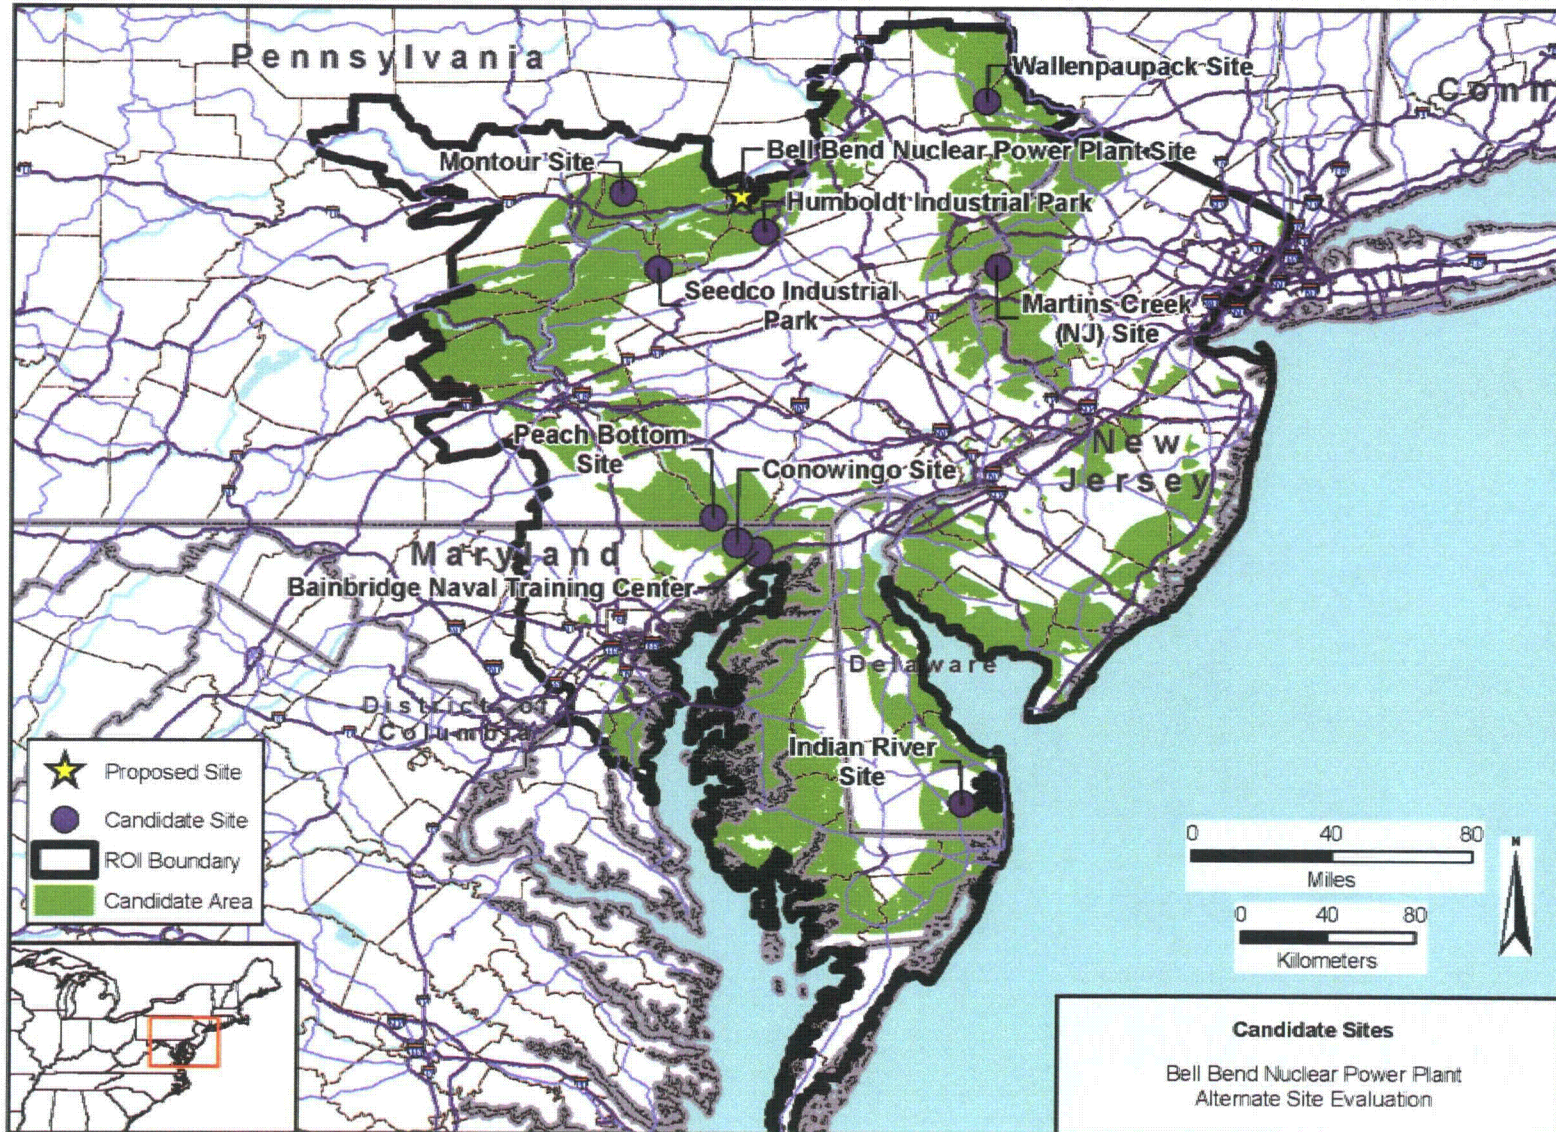 Pennsylvania
Wallenpaupack Site
Conn
Montour Site
Bell Bend Nuclear Power Plant Site
Humboldt Industrial Park
Seedco Industrial
Park
Martins Creek
(NJ) Site
Peach Bottom
Site
Conowingo Site
New
Jersey
Maryland
Bainbridge Naval Training Center
Delaware
District of
Columbia
Indian River
Site
Proposed Site
Candidate Site
ROI Boundary
Candidate Area
0 40 80
Miles
0 40 80
Kilometers
N
Candidate Sites
Bell Bend Nuclear Power Plant
Alternate Site Evaluation